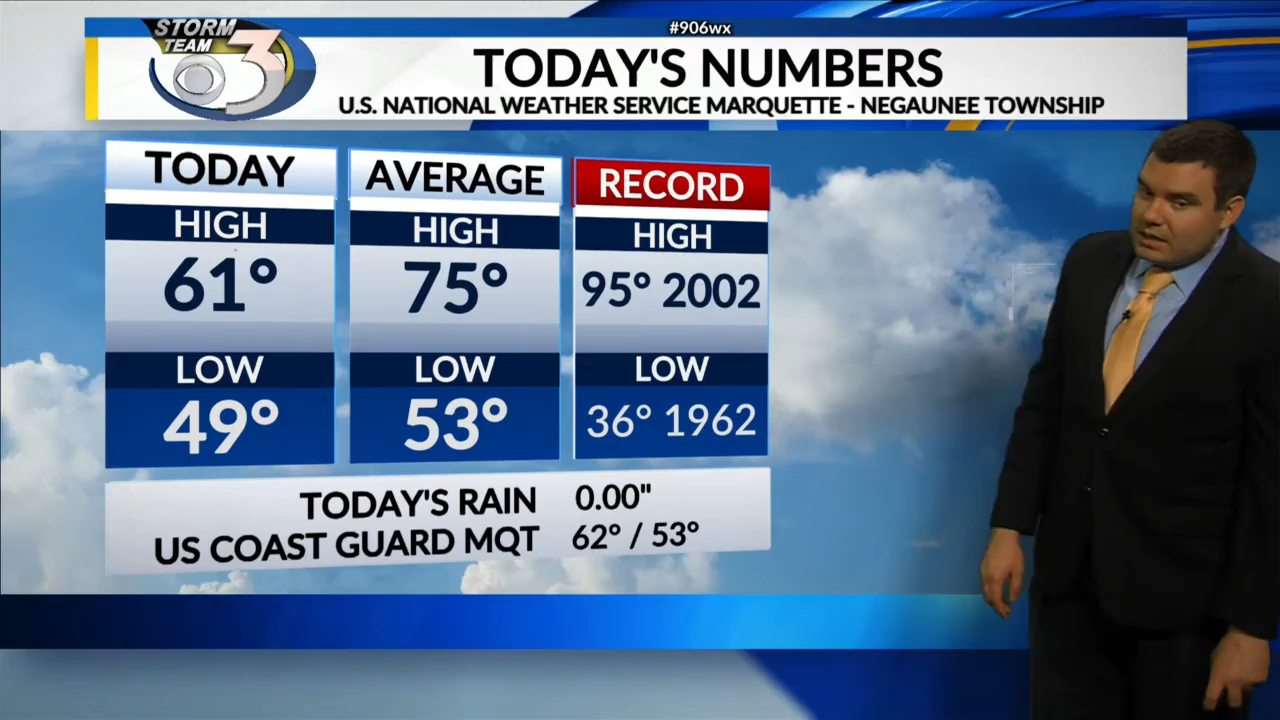 #906wx
STORM
TEAM
3
TODAY'S NUMBERS
U.S. NATIONAL WEATHER SERVICE MARQUETTE - NEGAUNEE TOWNSHIP
TODAY
HIGH
61°
LOW
49°
AVERAGE
HIGH
75°
LOW
53°
RECORD
HIGH
95° 2002
LOW
36° 1962
TODAY'S RAIN 0.00"
US COAST GUARD MQT 62° / 53°